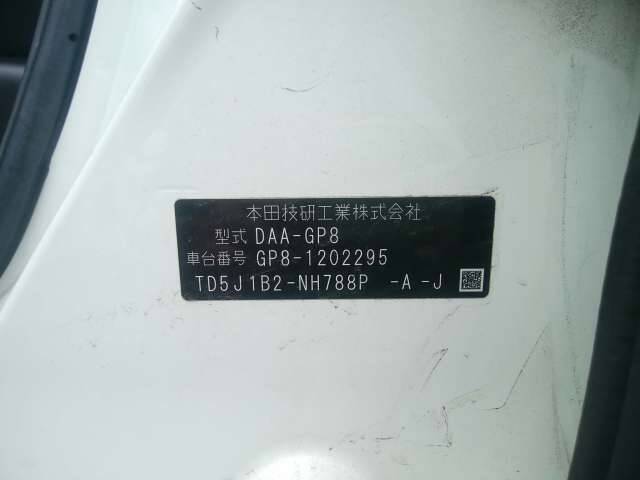 本田技研工業株式会社
型式 DAA-GP8
車台番号 GP8-1202295
TD5J1B2-NH788P -A -J